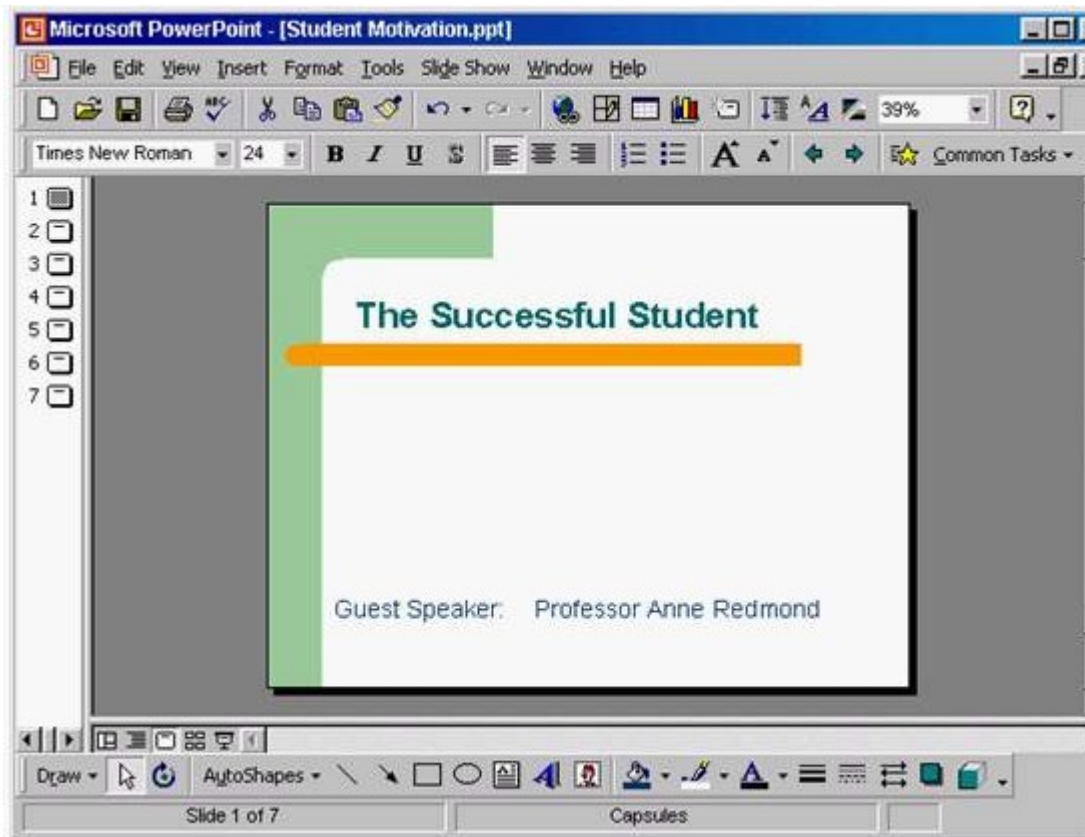 Microsoft PowerPoint - [Student Motivation.ppt]
File Edit View Insert Format Tools Slide Show Window Help
ABC A A 39% ?
Times New Roman 24 B I U S A A Common Tasks
1
2
3
4
5
6
7
The Successful Student
Guest Speaker: Professor Anne Redmond
Draw AutoShapes A A
Slide 1 of 7 Capsules